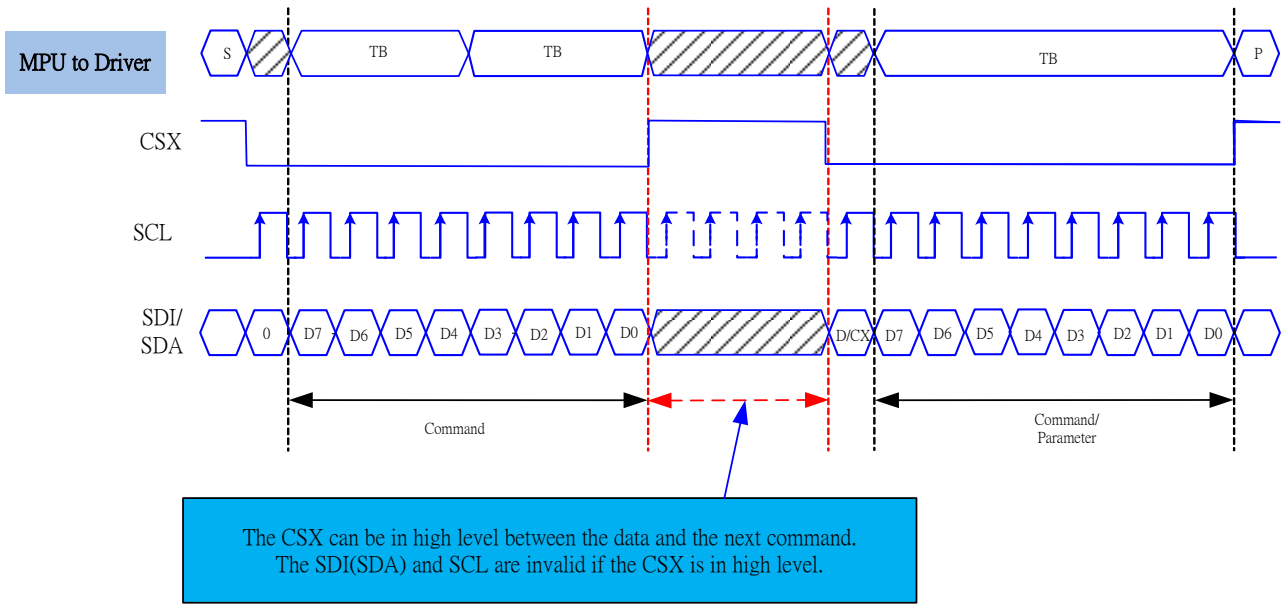 MPU to Driver
S TB TB TB P
CSX
SCL
SDI/
SDA
0 D7 D6 D5 D4 D3 D2 D1 D0 D/CX D7 D6 D5 D4 D3 D2 D1 D0
Command
Command/
Parameter
The CSX can be in high level between the data and the next command.
The SDI(SDA) and SCL are invalid if the CSX is in high level.